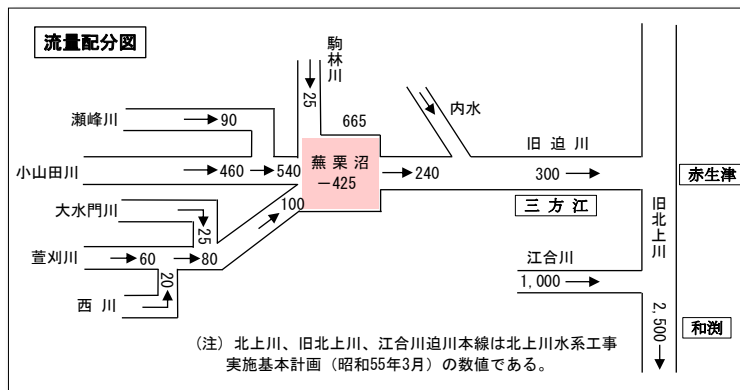 流量配分図
駒林川
25
665
内水
瀬峰川
90
旧迫川
小山田川
460
540
蕪栗沼
-425
240
300
赤生津
大水門川
25
100
三方江
旧北上川
萱刈川
60
80
江合川
20
1,000
西川
2,500
和渕
(注) 北上川、旧北上川、江合川迫川本線は北上川水系工事
実施基本計画(昭和55年3月)の数値である。